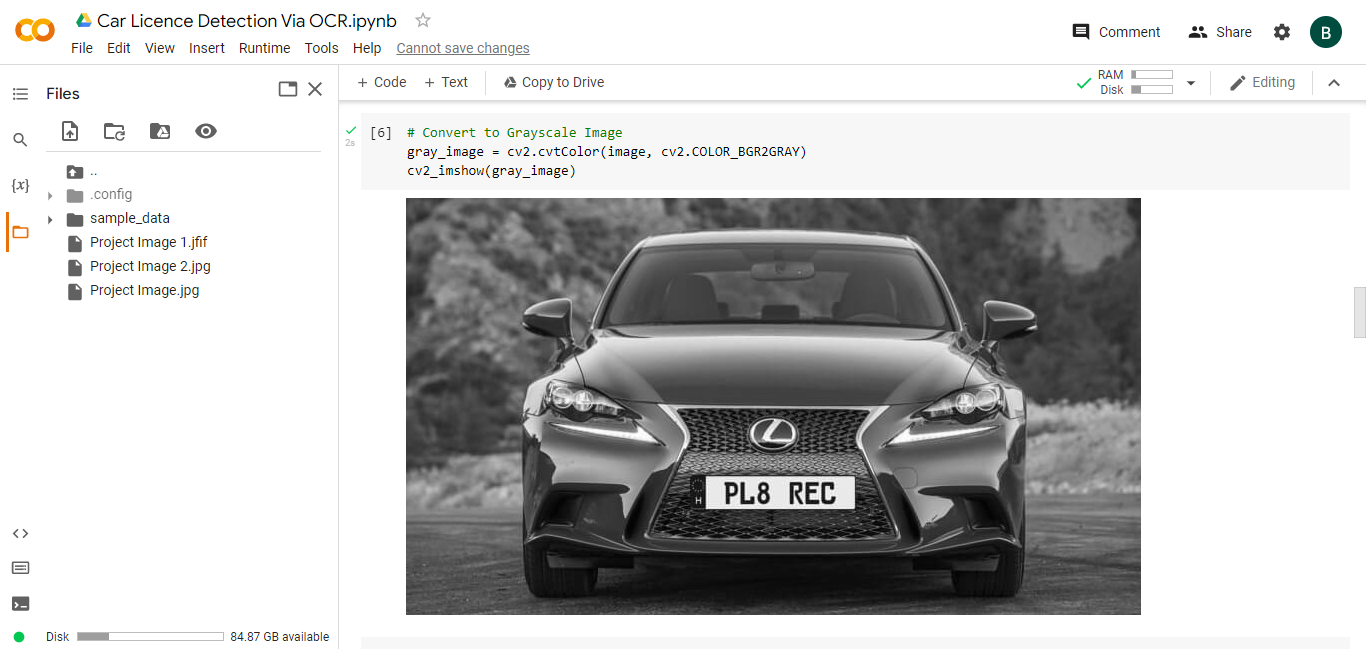 Car Licence Detection Via OCR.ipynb
File Edit View Insert Runtime Tools Help Cannot save changes
Comment Share B
Files
+ Code + Text Copy to Drive
RAM
Disk
Editing
{x}
..
.config
sample_data
Project Image 1.jfif
Project Image 2.jpg
Project Image.jpg
2s
[6] # Convert to Grayscale Image
gray_image = cv2.cvtColor(image, cv2.COLOR_BGR2GRAY)
cv2_imshow(gray_image)
H PL8 REC
Disk 84.87 GB available